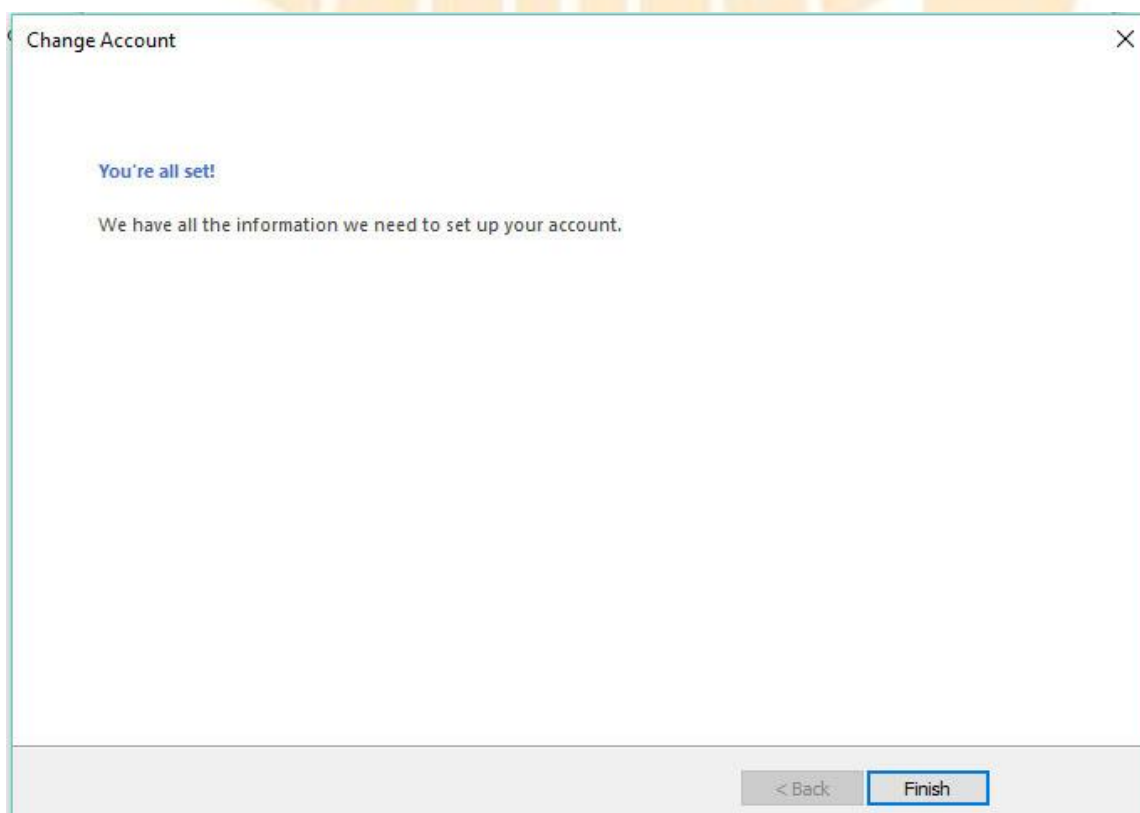 Change Account
You're all set!
We have all the information we need to set up your account.
< Back
Finish